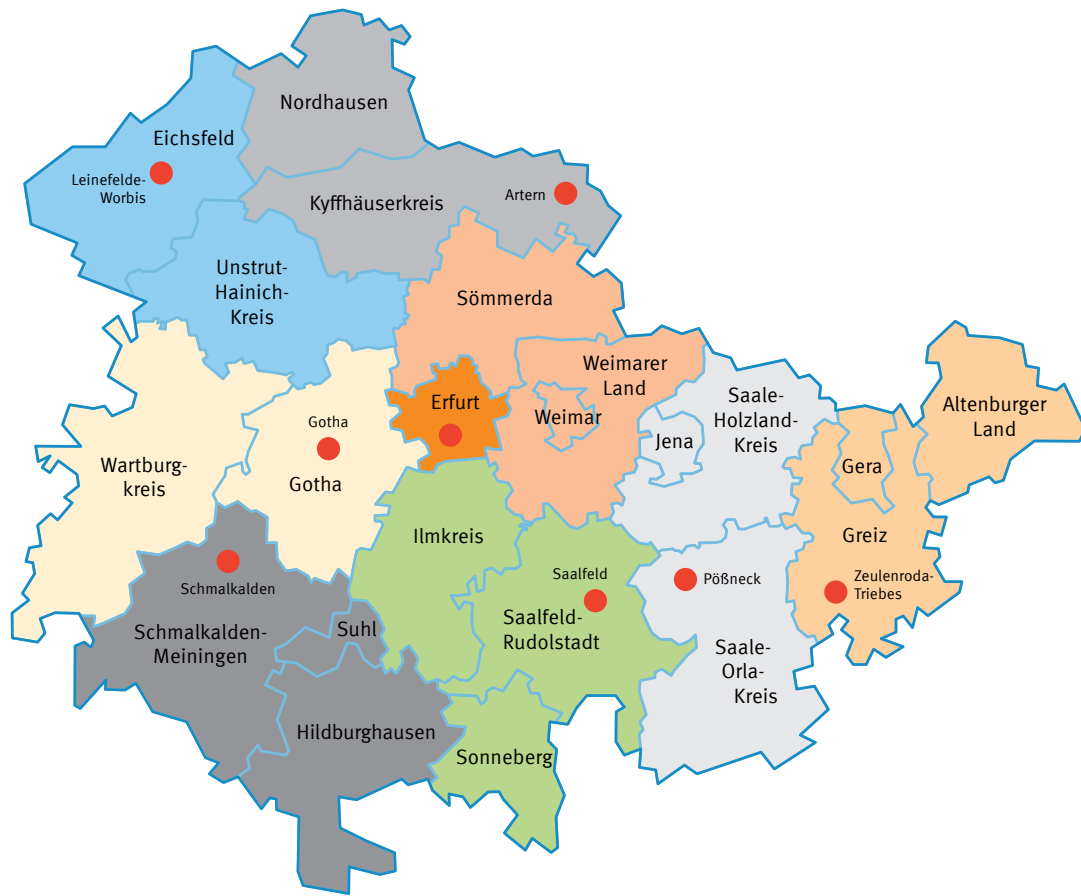 Nordhausen
Eichsfeld
Leinefelde-
Worbis
Kyffhäuserkreis
Artern
Unstrut-
Hainich-
Kreis
Sömmerda
Weimarer
Land
Weimar
Erfurt
Saale-
Holzland-
Kreis
Jena
Altenburger
Land
Gera
Greiz
Zeulenroda-
Triebes
Gotha
Gotha
Wartburg-
kreis
Ilmkreis
Saalfeld
Saalfeld-
Rudolstadt
Pößneck
Saale-
Orla-
Kreis
Schmalkalden
Schmalkalden-
Meiningen
Suhl
Hildburghausen
Sonneberg